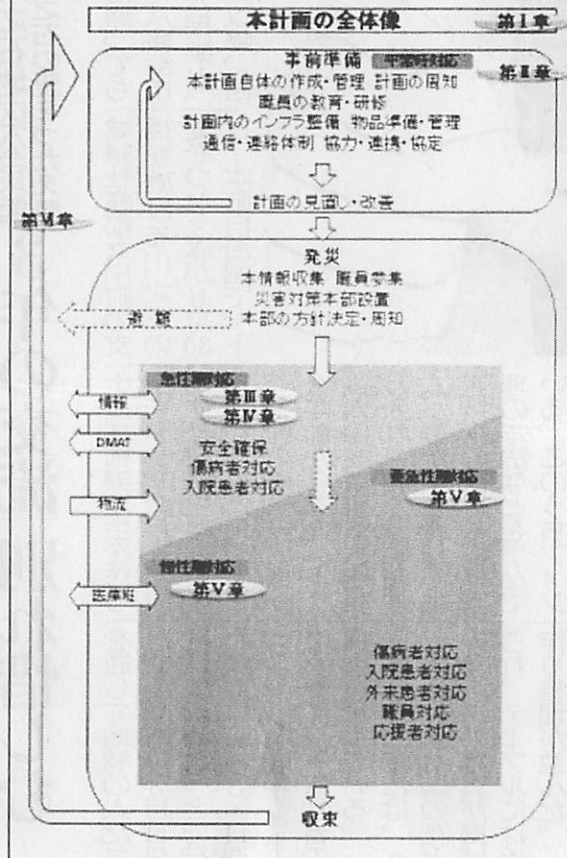 本計画の全体像 第Ⅰ章
事前準備 平常時対応 第Ⅱ章
本計画自体の作成・管理 計画の周知
職員の教育・研修
計画内のインフラ整備 物品準備・管理
通信・連絡体制 協力・連携・協定
計画の見直し・改善
第Ⅵ章
発災
本情報収集 職員参集
災害対策本部設置
避難 本部の方針決定・周知
急性期対応
情報 第Ⅲ章
第Ⅳ章
DMAT
安全確保
傷病者対応
入院患者対応
亜急性期対応
第Ⅴ章
物流
慢性期対応
医療班 第Ⅴ章
傷病者対応
入院患者対応
外来患者対応
職員対応
応援者対応
収束